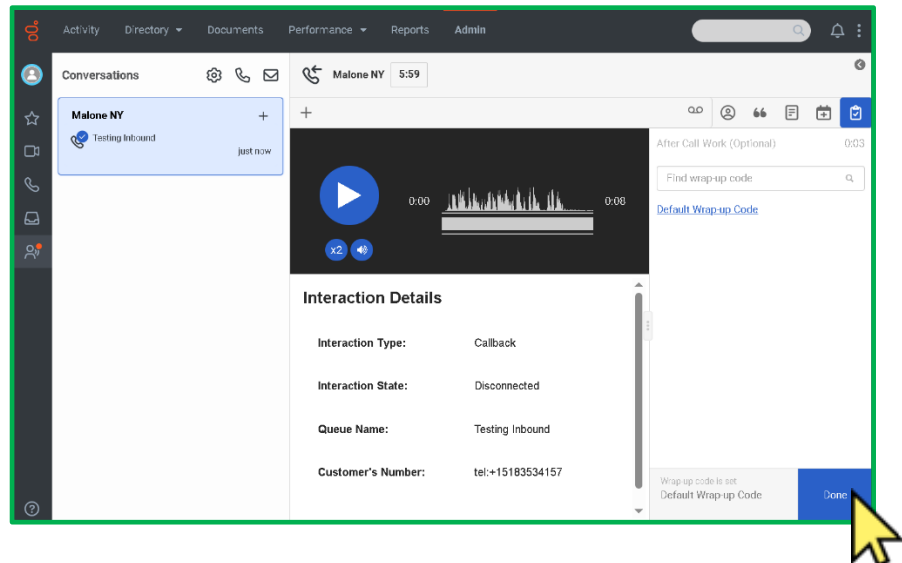 Activity Directory Documents Performance Reports Admin
Conversations
Malone NY 5:59
Malone NY
Testing Inbound
just now
0:00
0:08
x2
After Call Work (Optional) 0:03
Find wrap-up code
Default Wrap-up Code
Interaction Details
Interaction Type: Callback
Interaction State: Disconnected
Queue Name: Testing Inbound
Customer's Number: tel:+15183534157
Wrap-up code is set
Default Wrap-up Code
Done